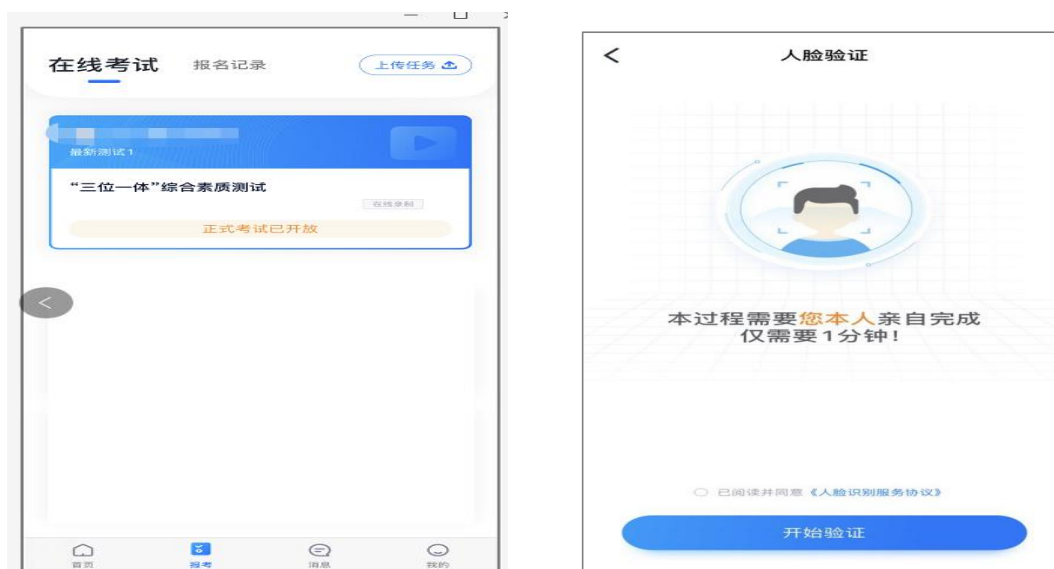 在线考试
报名记录
上传任务
最新测试1
“三位一体”综合素质测试
在线录制
正式考试已开放
首页
报考
消息
我的
人脸验证
本过程需要您本人亲自完成
仅需要1分钟！
已阅读并同意《人脸识别服务协议》
开始验证